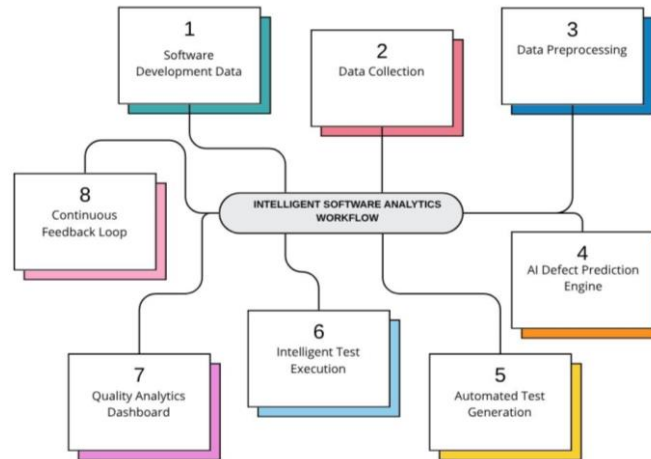 1
Software
Development Data
2
Data Collection
3
Data Preprocessing
8
Continuous
Feedback Loop
INTELLIGENT SOFTWARE ANALYTICS
WORKFLOW
4
AI Defect Prediction
Engine
7
Quality Analytics
Dashboard
6
Intelligent Test
Execution
5
Automated Test
Generation